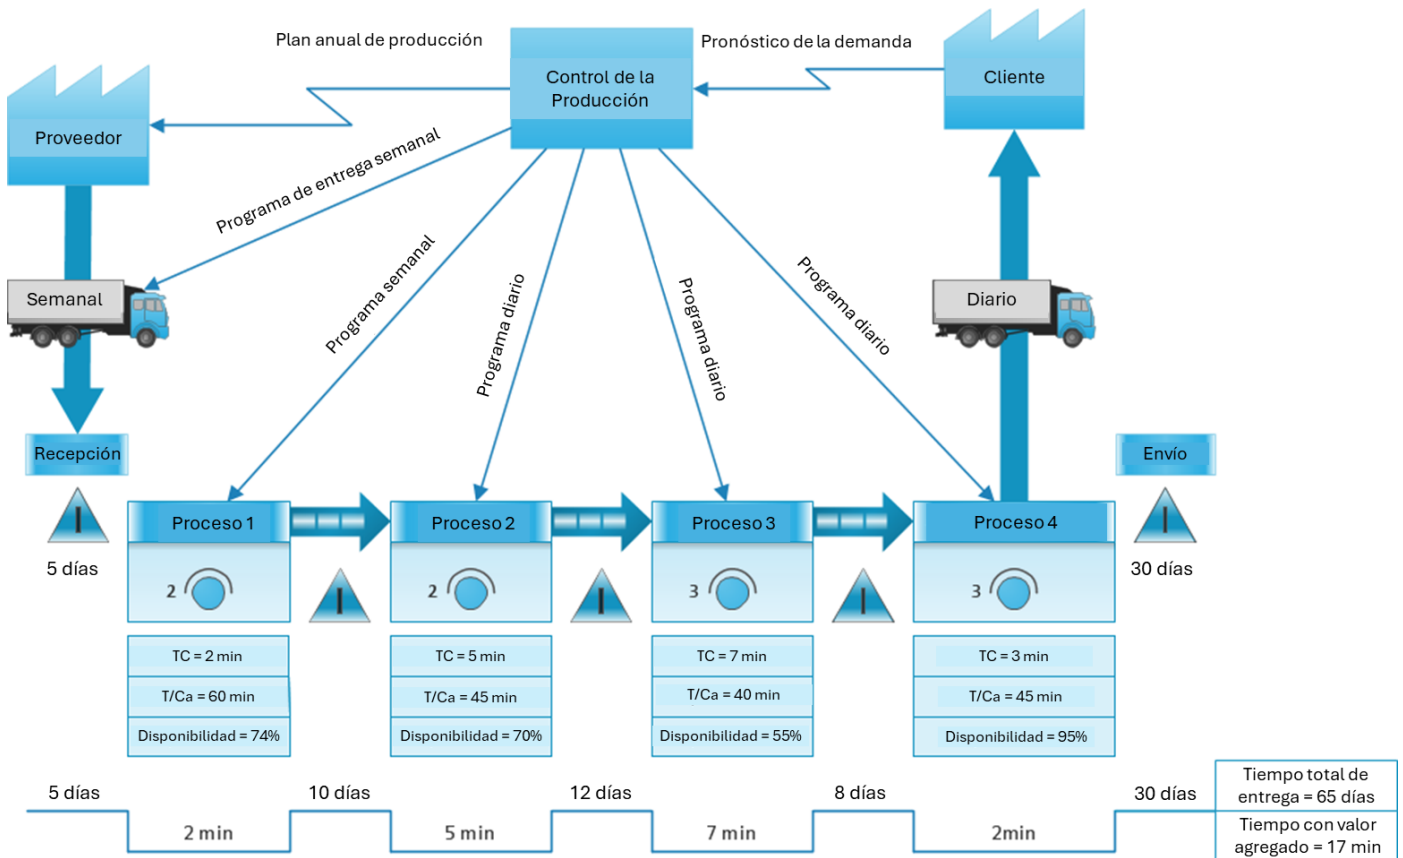 Plan anual de producción
Pronóstico de la demanda
Control de la
Producción
Cliente
Proveedor
Programa de entrega semanal
Semanal
Programa semanal
Programa diario
Programa diario
Programa diario
Diario
Recepción
Envío
I
I
5 días
30 días
Proceso 1
Proceso 2
Proceso 3
Proceso 4
2
I
2
I
3
I
3
TC = 2 min
TC = 5 min
TC = 7 min
TC = 3 min
T/Ca = 60 min
T/Ca = 45 min
T/Ca = 40 min
T/Ca = 45 min
Disponibilidad = 74%
Disponibilidad = 70%
Disponibilidad = 55%
Disponibilidad = 95%
5 días
10 días
12 días
8 días
30 días
2 min
5 min
7 min
2min
Tiempo total de
entrega = 65 días
Tiempo con valor
agregado = 17 min